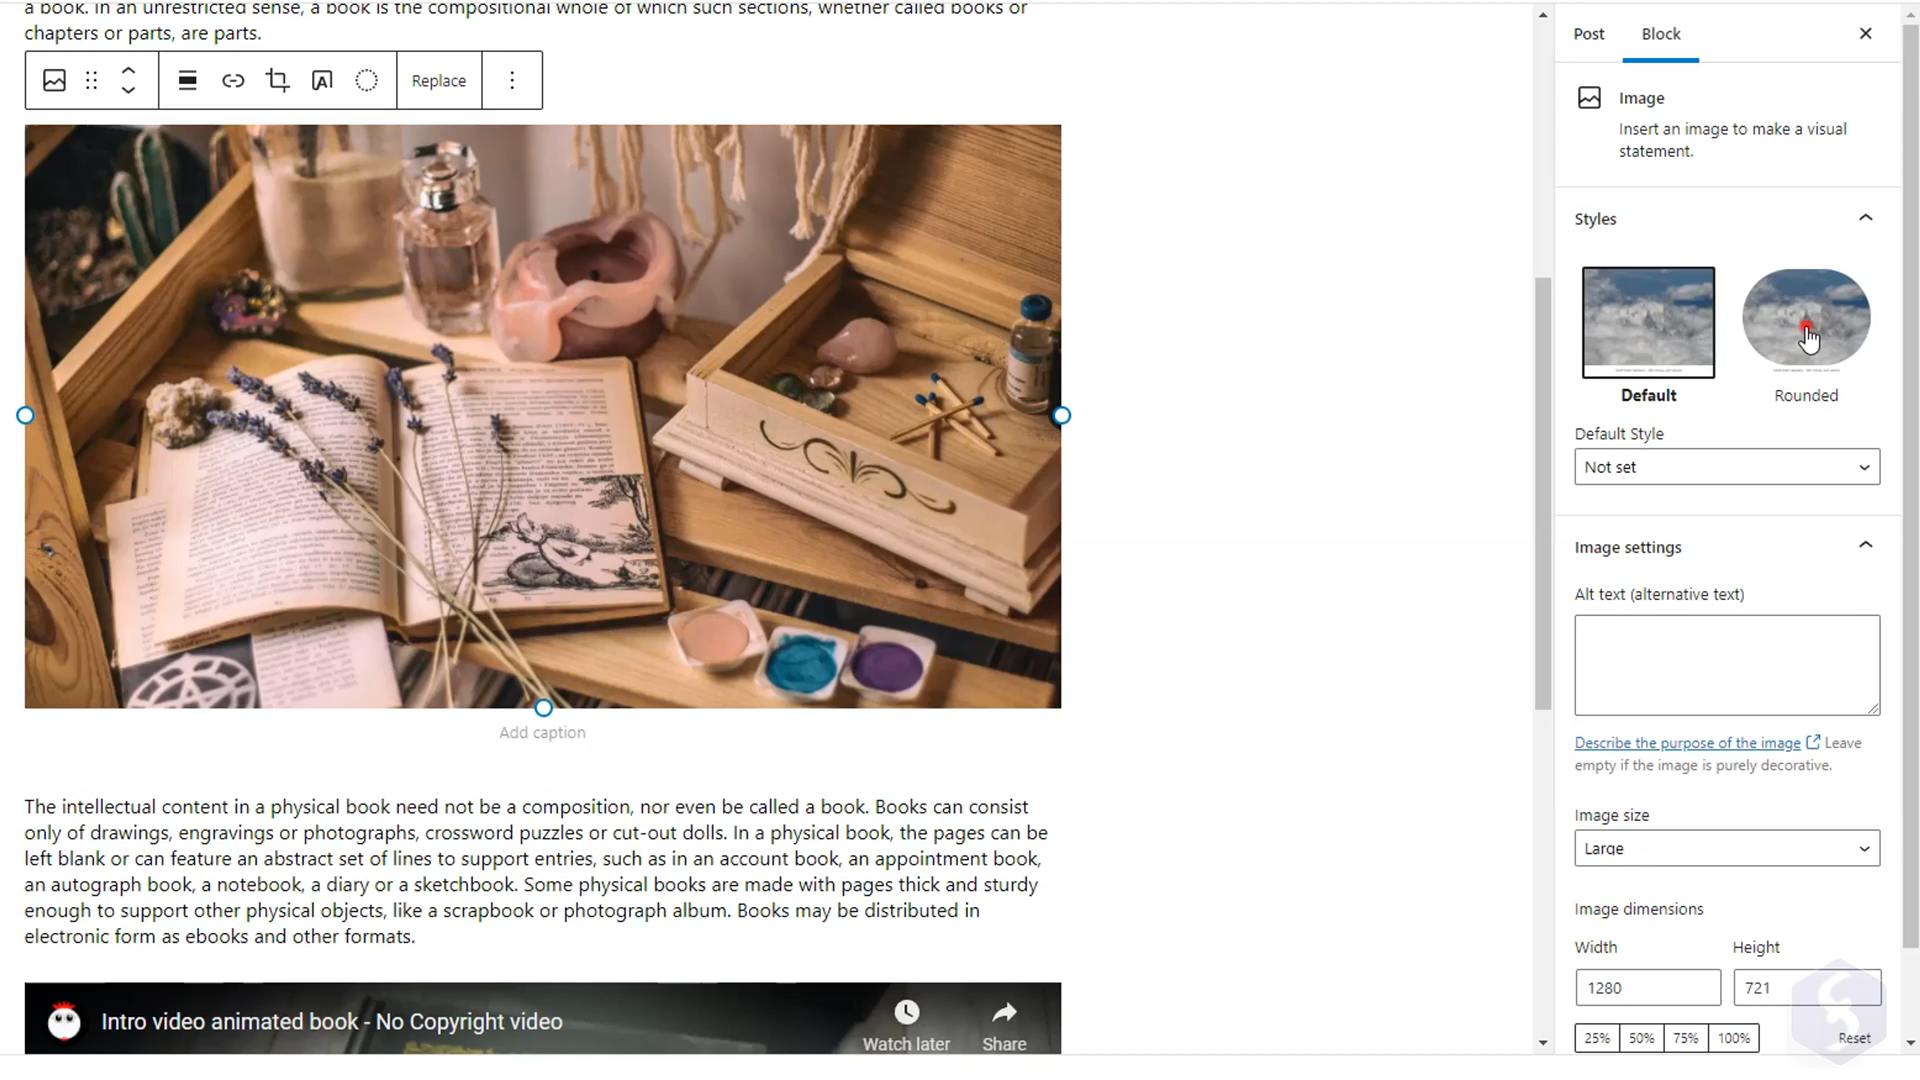 a book. In an unrestricted sense, a book is the compositional whole of which such sections, whether called books or
chapters or parts, are parts.
Replace
Add caption
The intellectual content in a physical book need not be a composition, nor even be called a book. Books can consist
only of drawings, engravings or photographs, crossword puzzles or cut-out dolls. In a physical book, the pages can be
left blank or can feature an abstract set of lines to support entries, such as in an account book, an appointment book,
an autograph book, a notebook, a diary or a sketchbook. Some physical books are made with pages thick and sturdy
enough to support other physical objects, like a scrapbook or photograph album. Books may be distributed in
electronic form as ebooks and other formats.
Intro video animated book - No Copyright video
Watch later
Share
Post
Block
Image
Insert an image to make a visual
statement.
Styles
Default
Rounded
Default Style
Not set
Image settings
Alt text (alternative text)
Describe the purpose of the image Leave
empty if the image is purely decorative.
Image size
Large
Image dimensions
Width
Height
1280
721
25%
50%
75%
100%
Reset